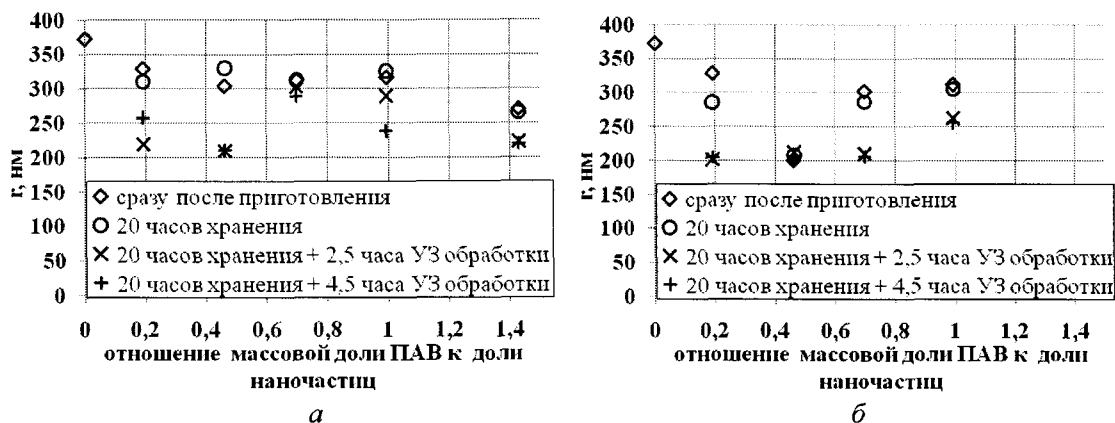 400
350
300
250
200
150
100
50
0
r, нм
◇ сразу после приготовления
○ 20 часов хранения
× 20 часов хранения + 2,5 часа УЗ обработки
+ 20 часов хранения + 4,5 часа УЗ обработки
0 0,2 0,4 0,6 0,8 1 1,2 1,4
отношение массовой доли ПАВ к доли
наночастиц
а
400
350
300
250
200
150
100
50
0
r, нм
◇ сразу после приготовления
○ 20 часов хранения
× 20 часов хранения + 2,5 часа УЗ обработки
+ 20 часов хранения + 4,5 часа УЗ обработки
0 0,2 0,4 0,6 0,8 1 1,2 1,4
отношение массовой доли ПАВ к доли
наночастиц
б